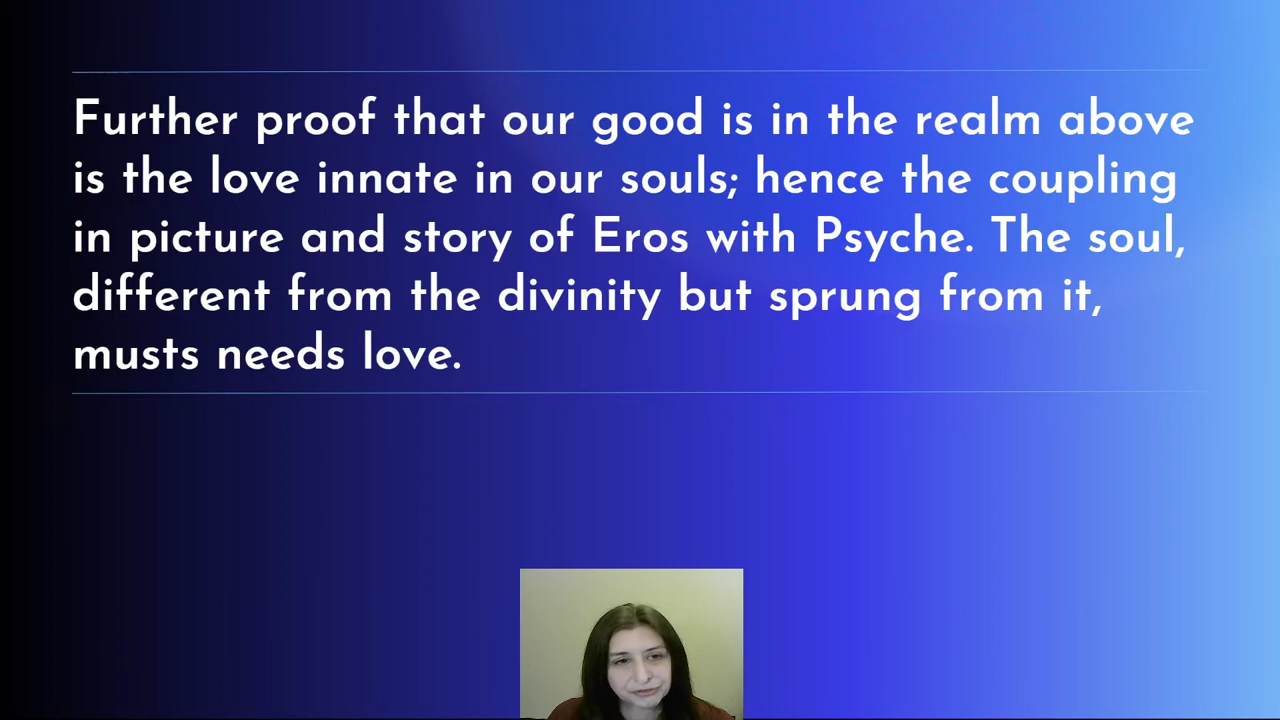 Further proof that our good is in the realm above
is the love innate in our souls; hence the coupling
in picture and story of Eros with Psyche. The soul,
different from the divinity but sprung from it,
musts needs love.